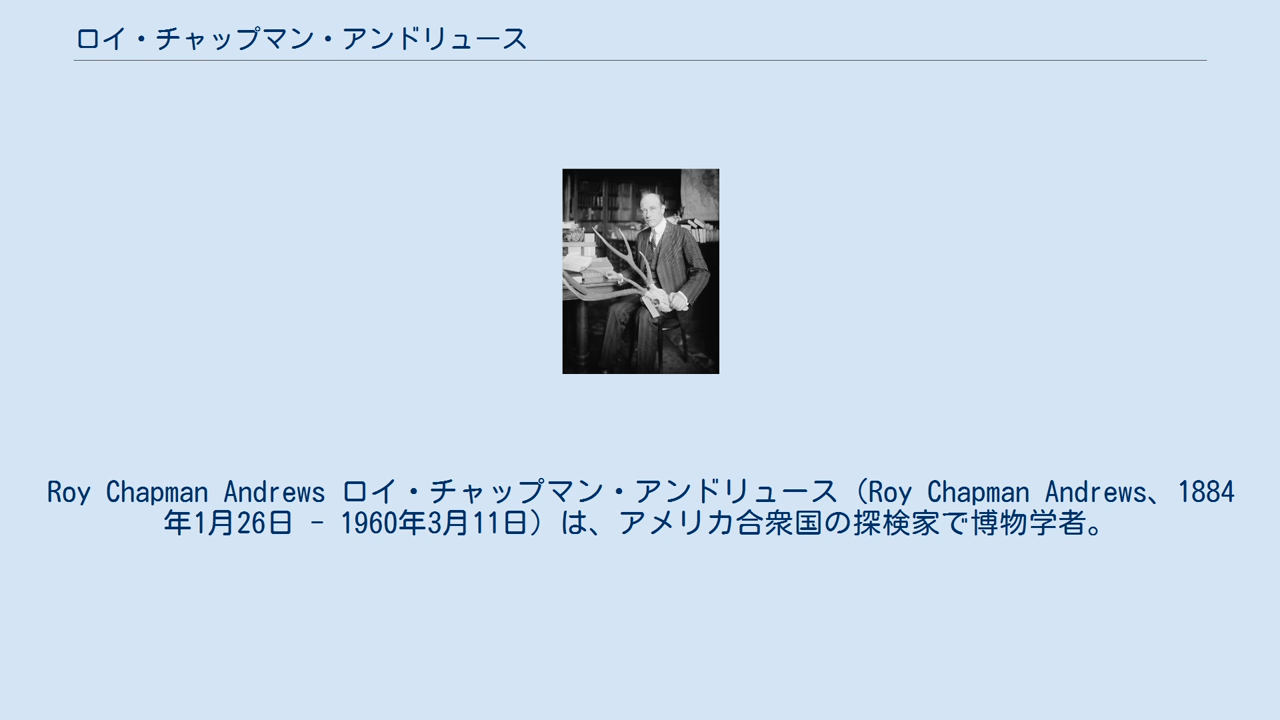 ロイ・チャップマン・アンドリュース
Roy Chapman Andrews ロイ・チャップマン・アンドリュース（Roy Chapman Andrews、1884
年1月26日 - 1960年3月11日）は、アメリカ合衆国の探検家で博物学者。